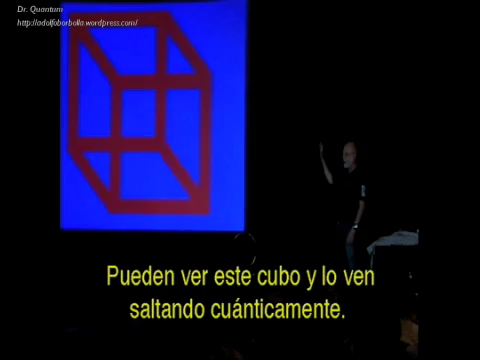 Dr. Quantum
http://adolfoborbolla.wordpress.com/
Pueden ver este cubo y lo ven
saltando cuánticamente.